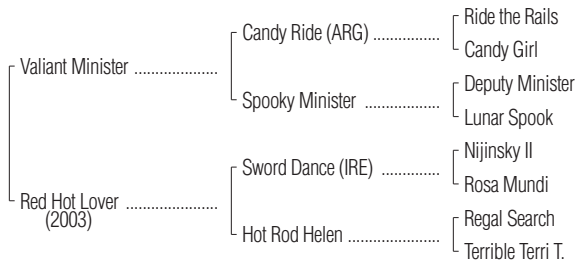 Ride the Rails
Candy Ride (ARG) ................
Candy Girl
Valiant Minister ....................
Deputy Minister
Spooky Minister ..................
Lunar Spook
Nijinsky II
Sword Dance (IRE) ..............
Rosa Mundi
Red Hot Lover ......................
(2003)
Regal Search
Hot Rod Helen ......................
Terrible Terri T.